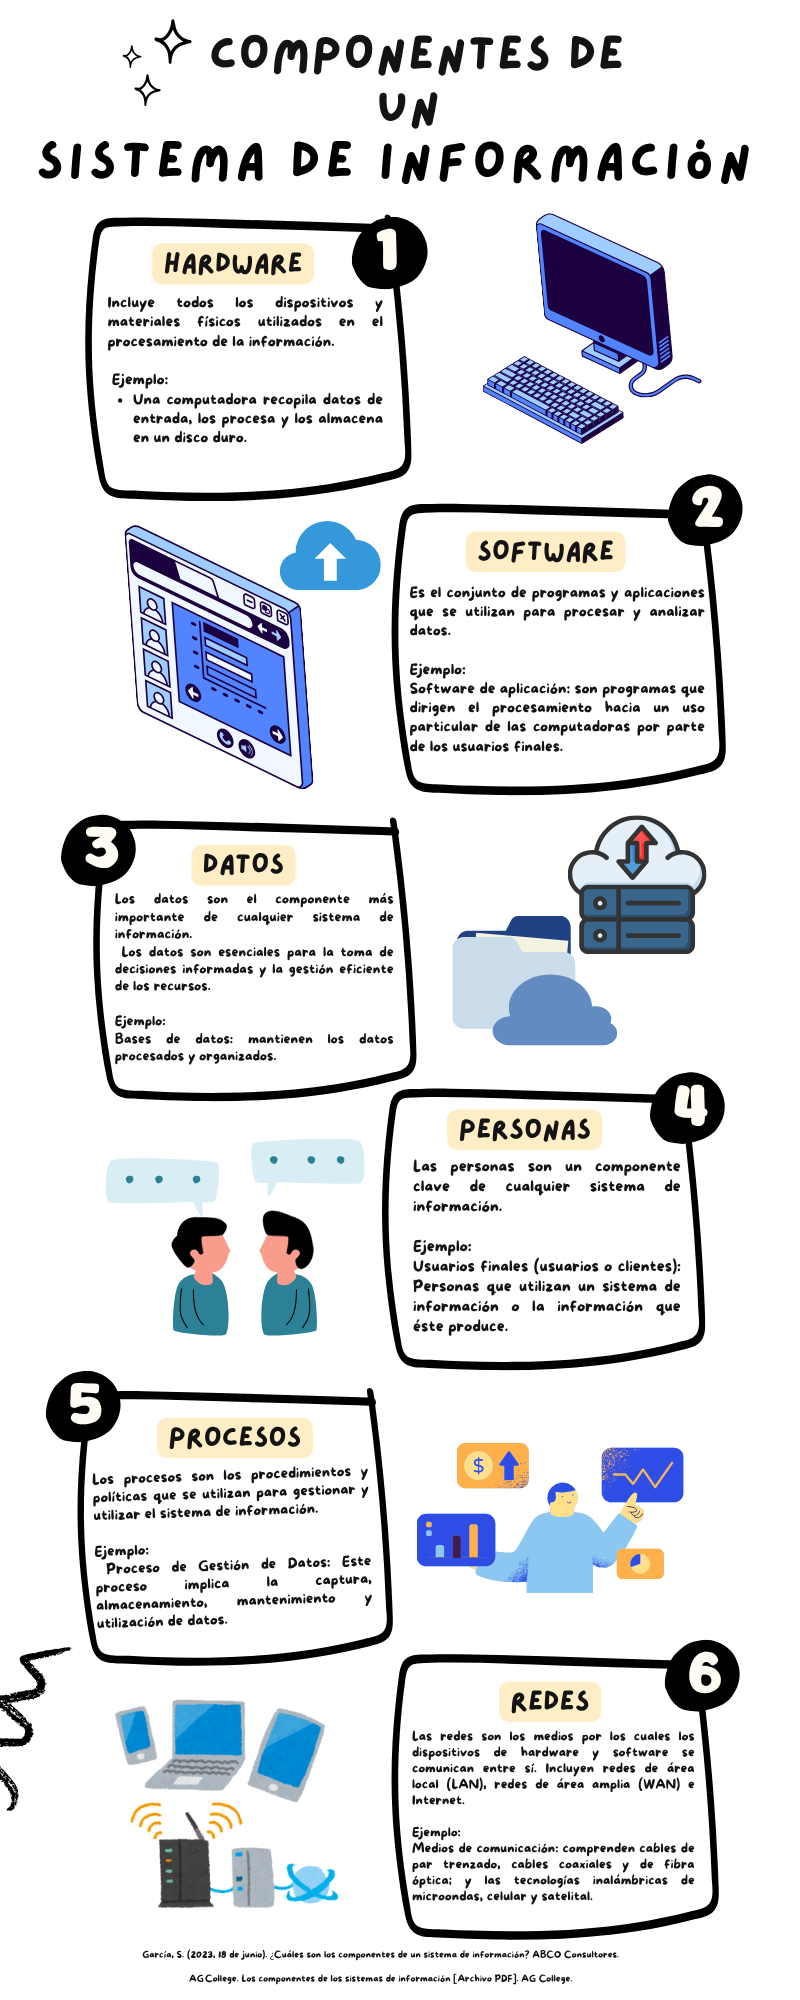 COMPONENTES DE
UN
SISTEMA DE INFORMACIÓN
1
HARDWARE
Incluye todos los dispositivos y
materiales físicos utilizados en el
procesamiento de la información.
Ejemplo:
• Una computadora recopila datos de
entrada, los procesa y los almacena
en un disco duro.
2
SOFTWARE
Es el conjunto de programas y aplicaciones
que se utilizan para procesar y analizar
datos.
Ejemplo:
Software de aplicación: son programas que
dirigen el procesamiento hacia un uso
particular de las computadoras por parte
de los usuarios finales.
3
DATOS
Los datos son el componente más
importante de cualquier sistema de
información.
Los datos son esenciales para la toma de
decisiones informadas y la gestión eficiente
de los recursos.
Ejemplo:
Bases de datos: mantienen los datos
procesados y organizados.
4
PERSONAS
Las personas son un componente
clave de cualquier sistema de
información.
Ejemplo:
Usuarios finales (usuarios o clientes):
Personas que utilizan un sistema de
información o la información que
éste produce.
5
PROCESOS
Los procesos son los procedimientos y
políticas que se utilizan para gestionar y
utilizar el sistema de información.
Ejemplo:
Proceso de Gestión de Datos: Este
proceso implica la captura,
almacenamiento, mantenimiento y
utilización de datos.
$
6
REDES
Las redes son los medios por los cuales los
dispositivos de hardware y software se
comunican entre sí. Incluyen redes de área
local (LAN), redes de área amplia (WAN) e
Internet.
Ejemplo:
Medios de comunicación: comprenden cables de
par trenzado, cables coaxiales y de fibra
óptica; y las tecnologías inalámbricas de
microondas, celular y satelital.
García, S. (2023, 18 de junio). ¿Cuáles son los componentes de un sistema de información? ABCO Consultores.
AGCollege. Los componentes de los sistemas de información [Archivo PDF]. AG College.